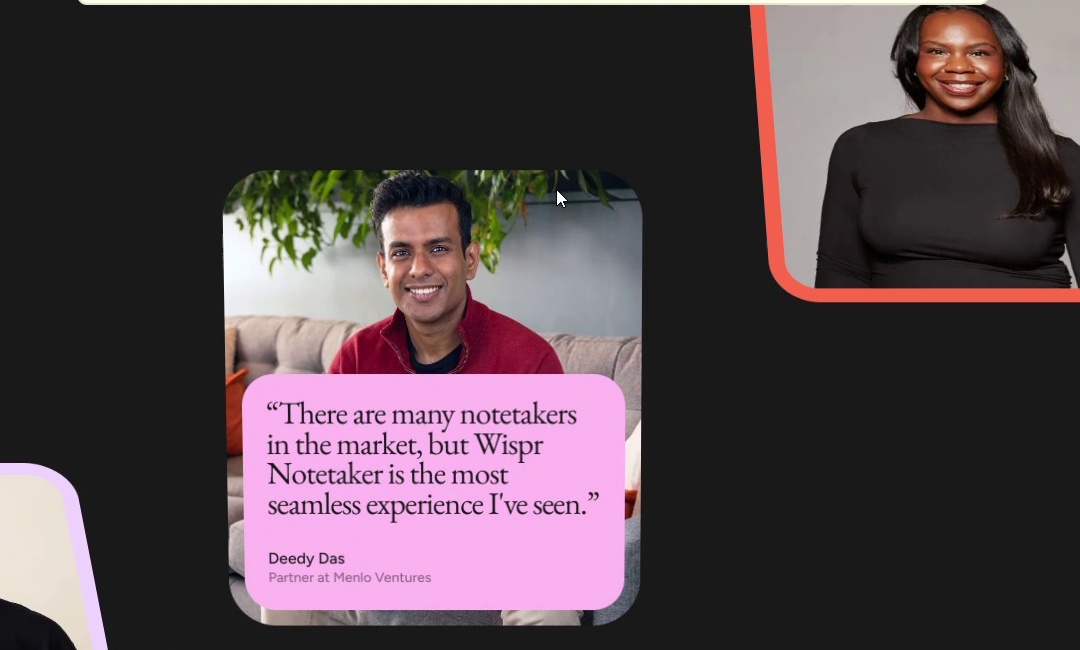 “There are many notetakers
in the market, but Wispr
Notetaker is the most
seamless experience I've seen.”
Deedy Das
Partner at Menlo Ventures